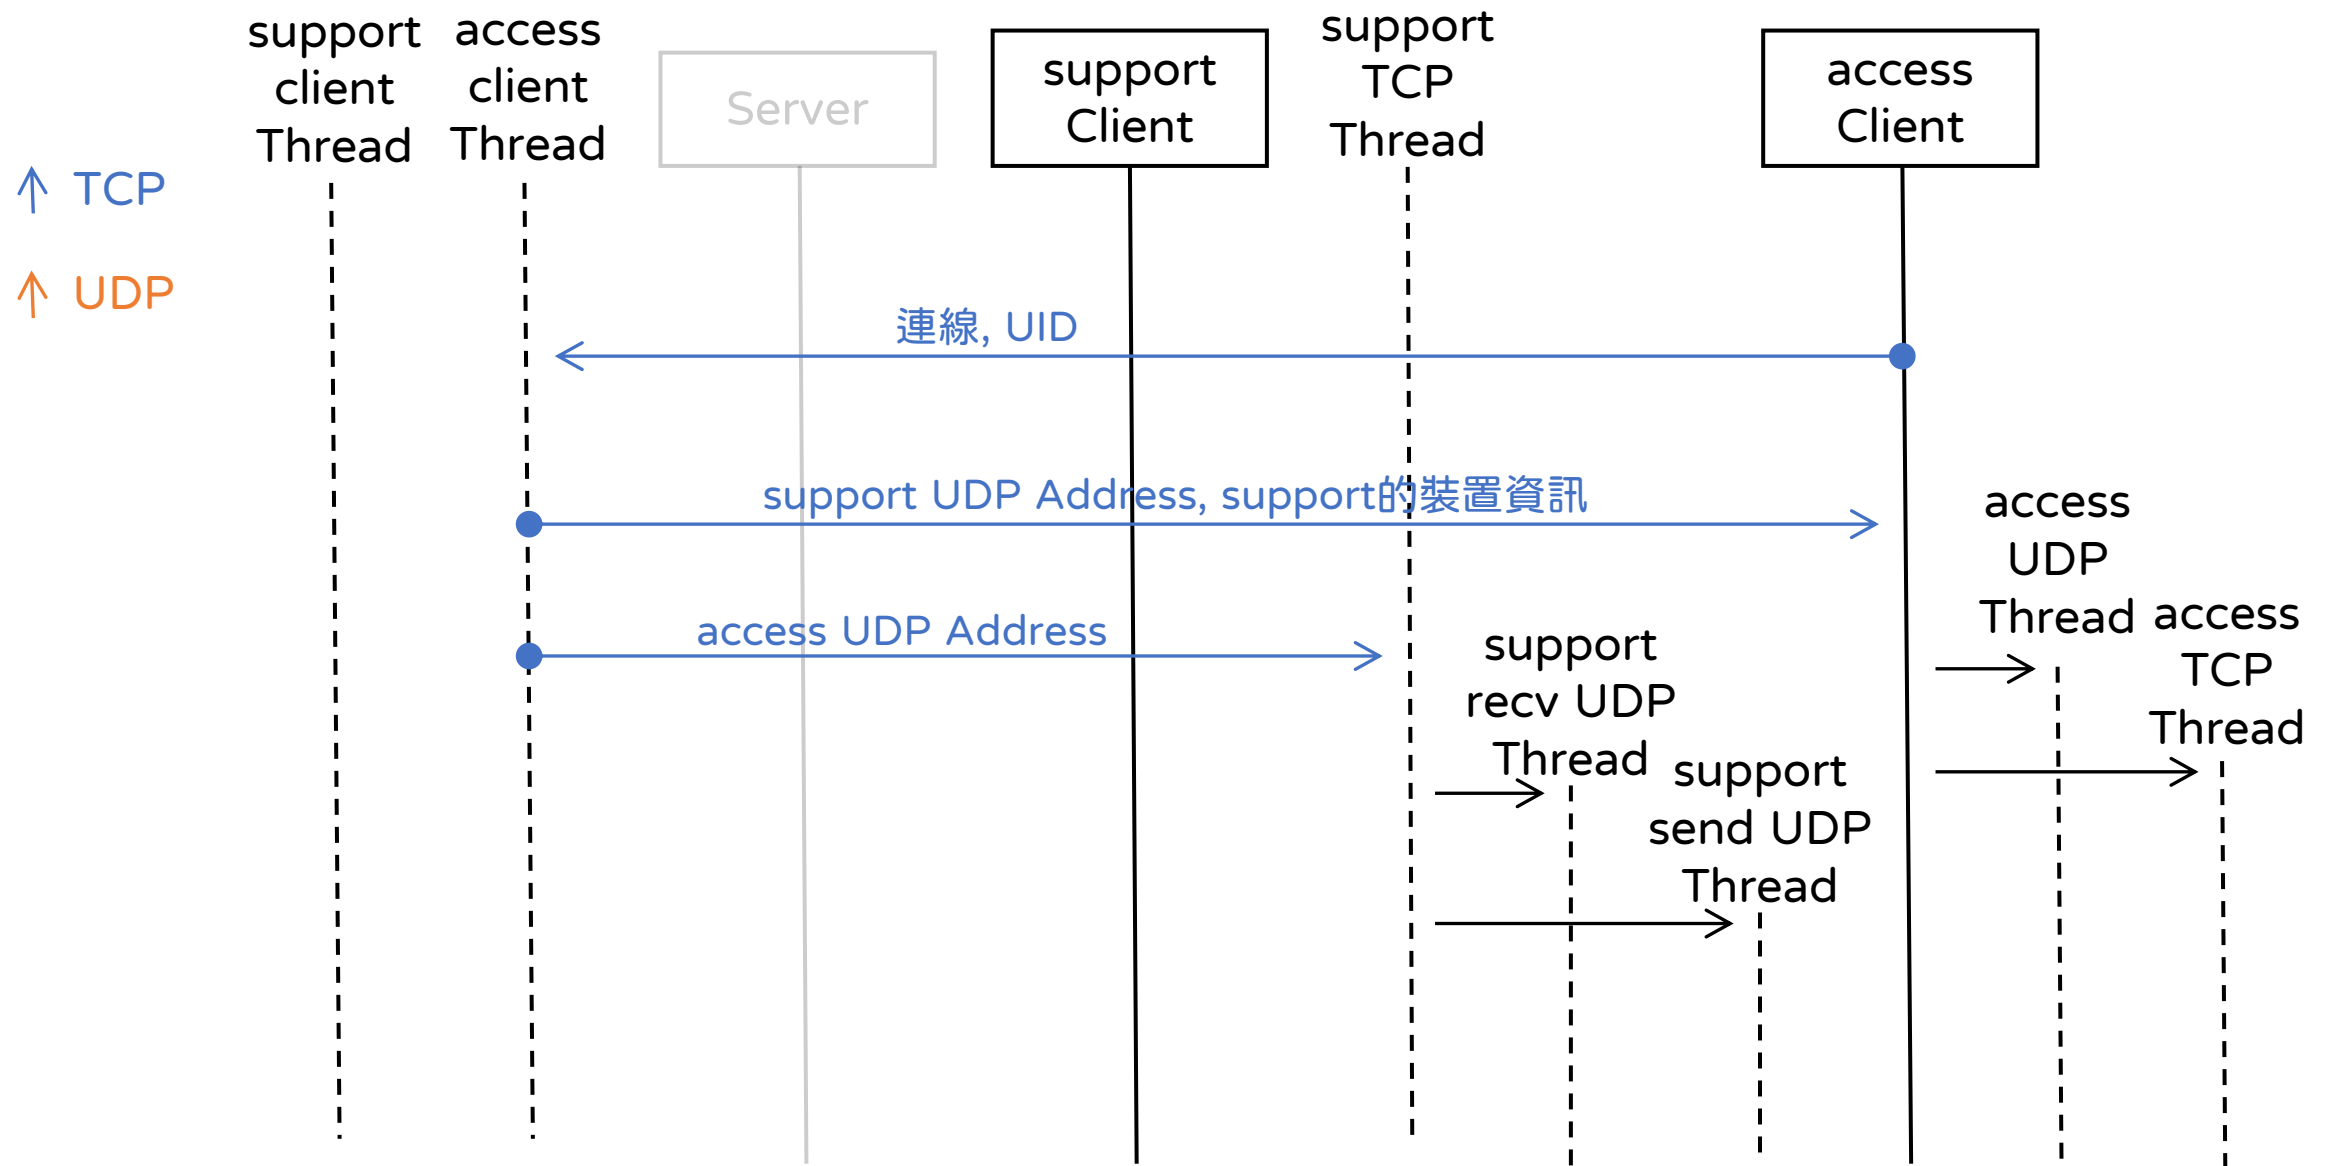 support
client
Thread
access
client
Thread
Server
support
Client
support
TCP
Thread
access
Client
TCP
UDP
連線, UID
support UDP Address, support的裝置資訊
access UDP Address
access
UDP
Thread
access
TCP
Thread
support
recv UDP
Thread
support
send UDP
Thread